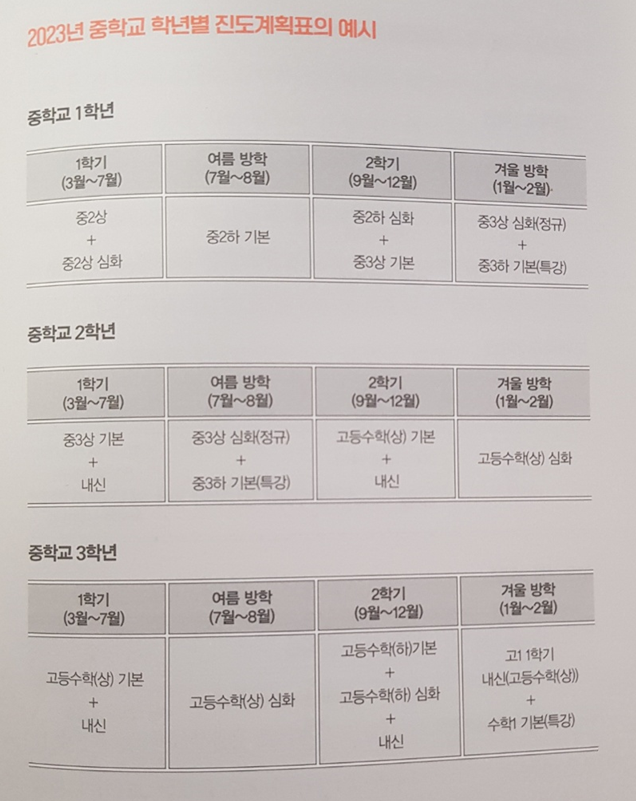 2023년 중학교 학년별 진도계획표의 예시
중학교 1학년
1학기 여름 방학 2학기 겨울 방학
(3월~7월) (7월~8월) (9월~12월) (1월~2월)
중2상
+
중2상 심화
중2하 기본
중2하 심화
+
중3상 기본
중3상 심화(정규)
+
중3하 기본(특강)
중학교 2학년
1학기 여름 방학 2학기 겨울 방학
(3월~7월) (7월~8월) (9월~12월) (1월~2월)
중3상 기본
+
내신
중3상 심화(정규)
+
중3하 기본(특강)
고등수학(상) 기본
+
내신
고등수학(상) 심화
중학교 3학년
1학기 여름 방학 2학기 겨울 방학
(3월~7월) (7월~8월) (9월~12월) (1월~2월)
고등수학(상) 기본
+
내신
고등수학(상) 심화
고등수학(하)기본
+
고등수학(하) 심화
+
내신
고1 1학기
내신(고등수학(상))
+
수학1 기본(특강)